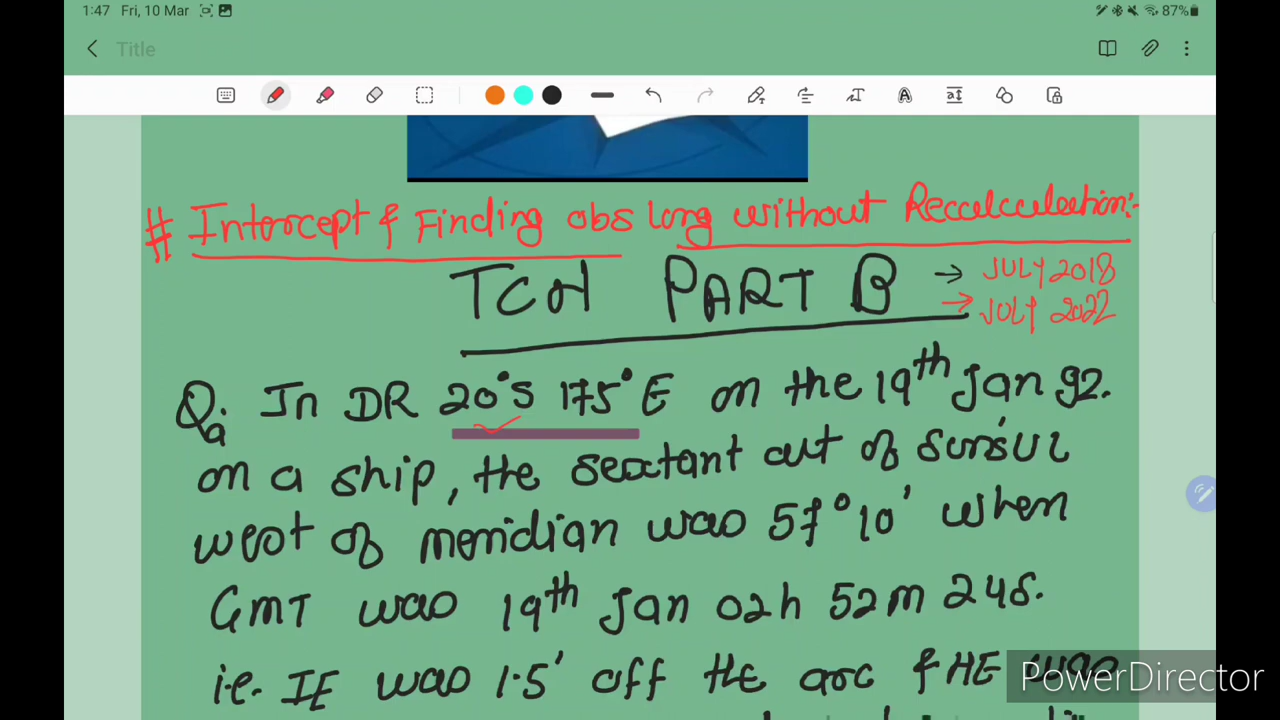 1:47 Fri, 10 Mar 87%
Title
# Intercept & Finding obs long without Recalculation:-
TCH PART B → JULY 2018
→ JULY 2022
Q. In DR 20°S 175°E on the 19th Jan 92.
on a ship, the sextant alt of sun's UL
west of meridian was 57°10' when
GMT was 19th Jan 02h 52m 24s.
i.e. IE was 1.5' off the arc & HE was
PowerDirector